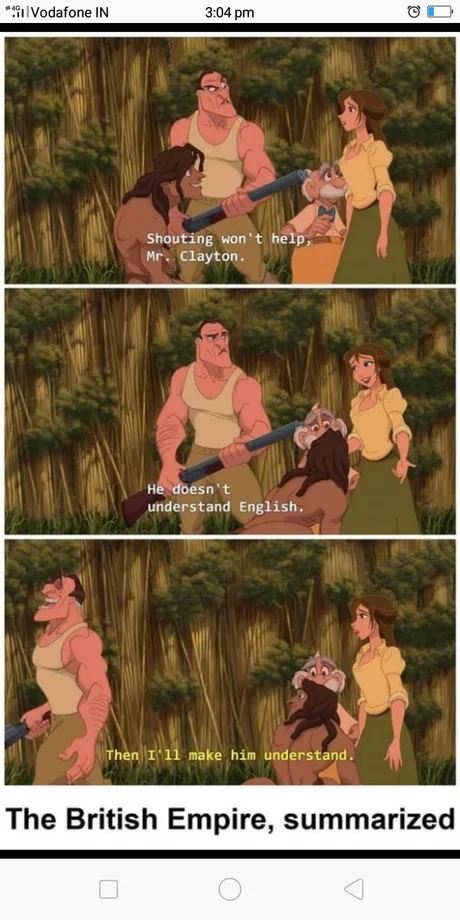 4G Vodafone IN 3:04 pm
Shouting won't help,
Mr. Clayton.
He doesn't
understand English.
Then I'll make him understand.
The British Empire, summarized